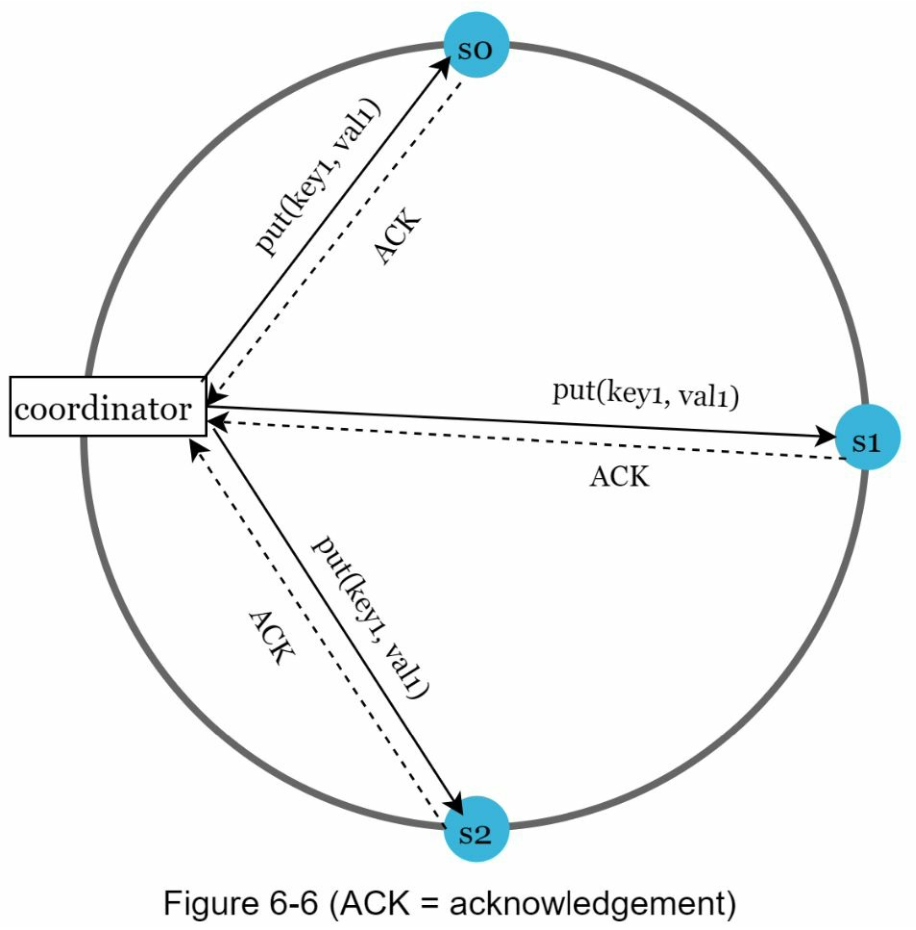 s0
put(key1, val1)
ACK
coordinator
put(key1, val1)
s1
ACK
put(key1, val1)
ACK
s2
Figure 6-6 (ACK = acknowledgement)